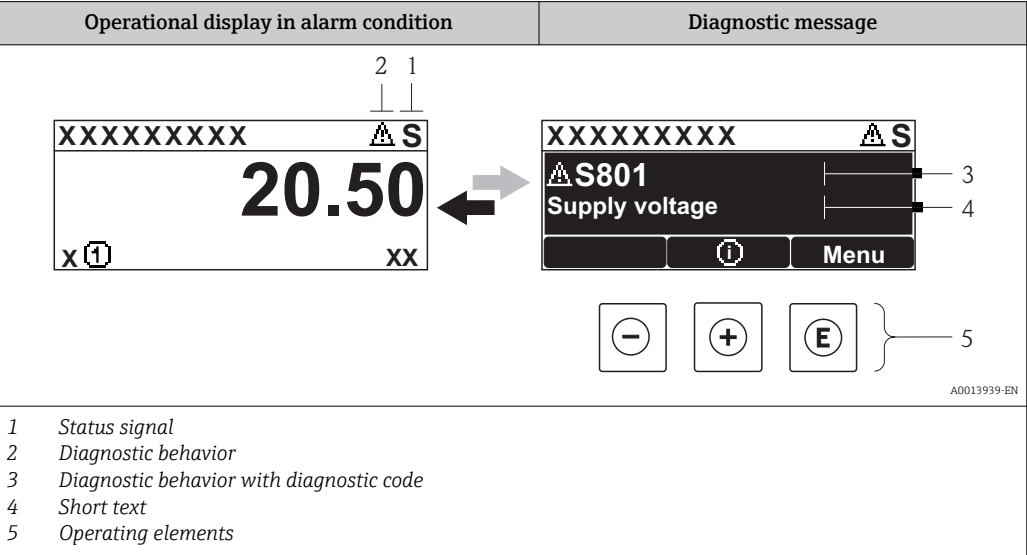 Operational display in alarm condition
Diagnostic message
2 1
XXXXXXXXX S
20.50
x 1
XX
XXXXXXXXX S
S801
3
Supply voltage
4
i Menu
− + E
5
A0013939-EN
1 Status signal
2 Diagnostic behavior
3 Diagnostic behavior with diagnostic code
4 Short text
5 Operating elements